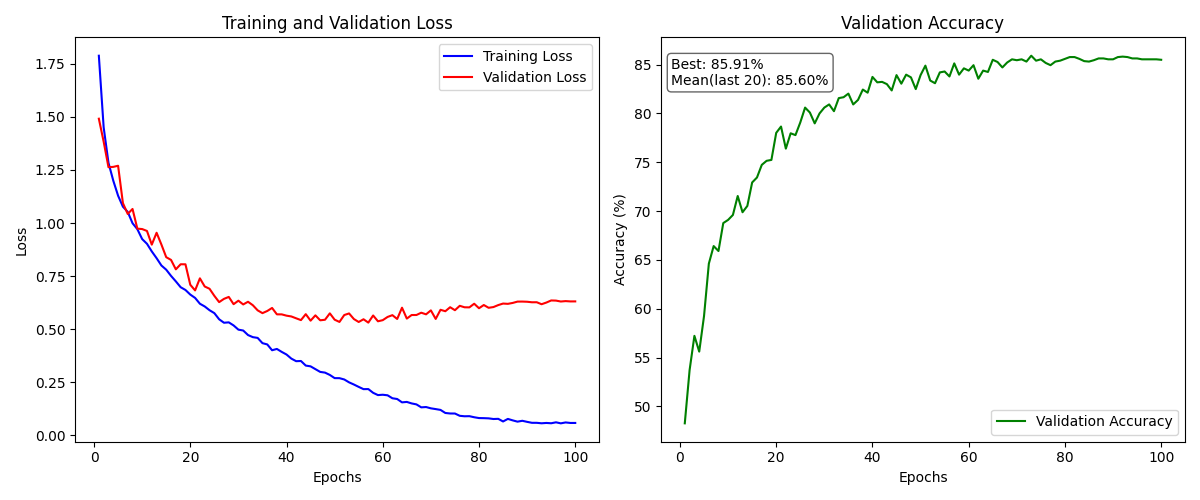 Training and Validation Loss
Training Loss
Validation Loss
1.75
1.50
1.25
1.00
0.75
0.50
0.25
0.00
Loss
0
20
40
60
80
100
Epochs
Validation Accuracy
Best: 85.91%
Mean(last 20): 85.60%
85
80
75
70
65
60
55
50
Accuracy (%)
Validation Accuracy
0
20
40
60
80
100
Epochs